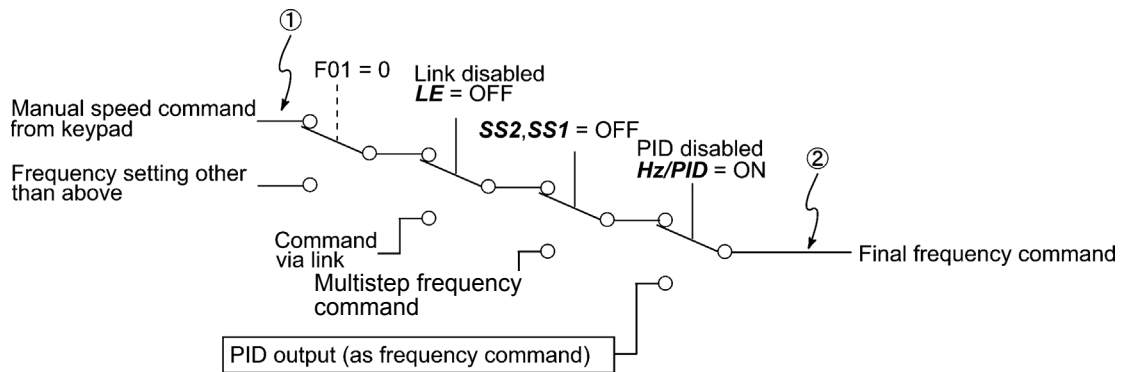 ①
F01 = 0
Link disabled
LE = OFF
Manual speed command
from keypad
SS2,SS1 = OFF
PID disabled
Hz/PID = ON
②
Frequency setting other
than above
Final frequency command
Command
via link
Multistep frequency
command
PID output (as frequency command)